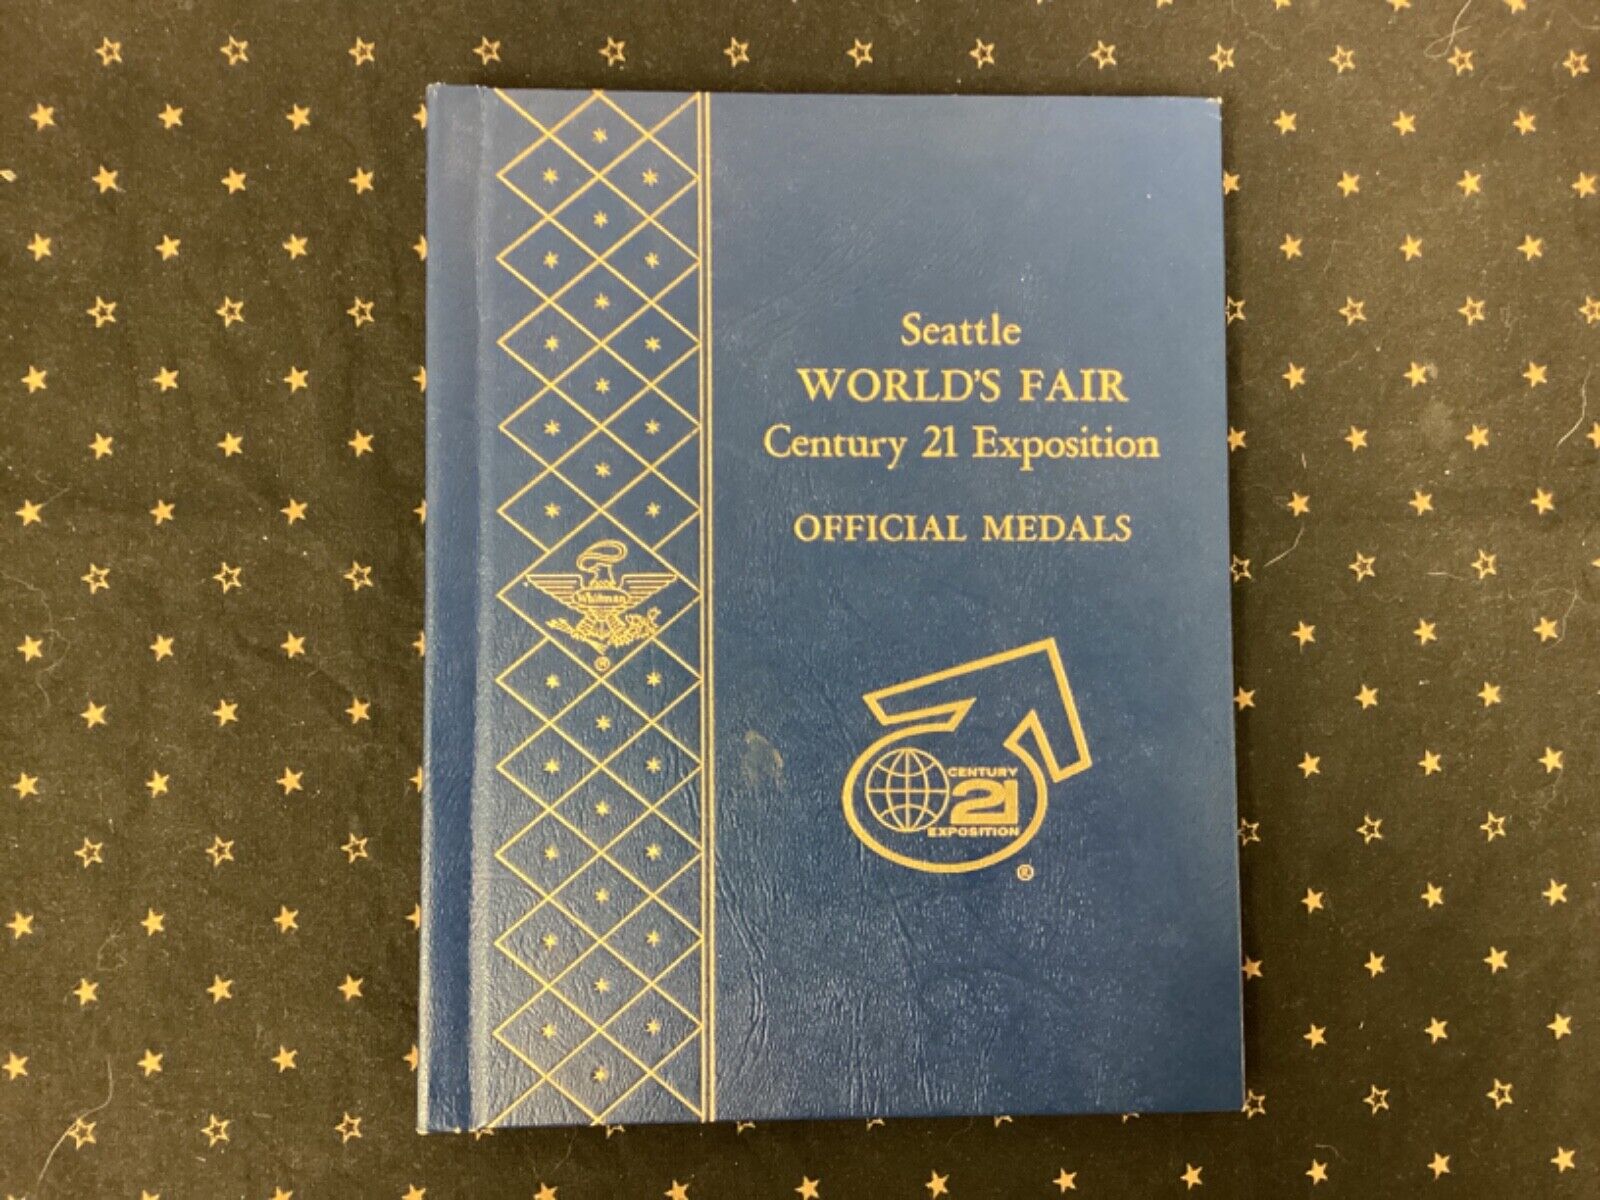 Seattle
WORLD'S FAIR
Century 21 Exposition
OFFICIAL MEDALS
Whitman
®
CENTURY
21
EXPOSITION
®